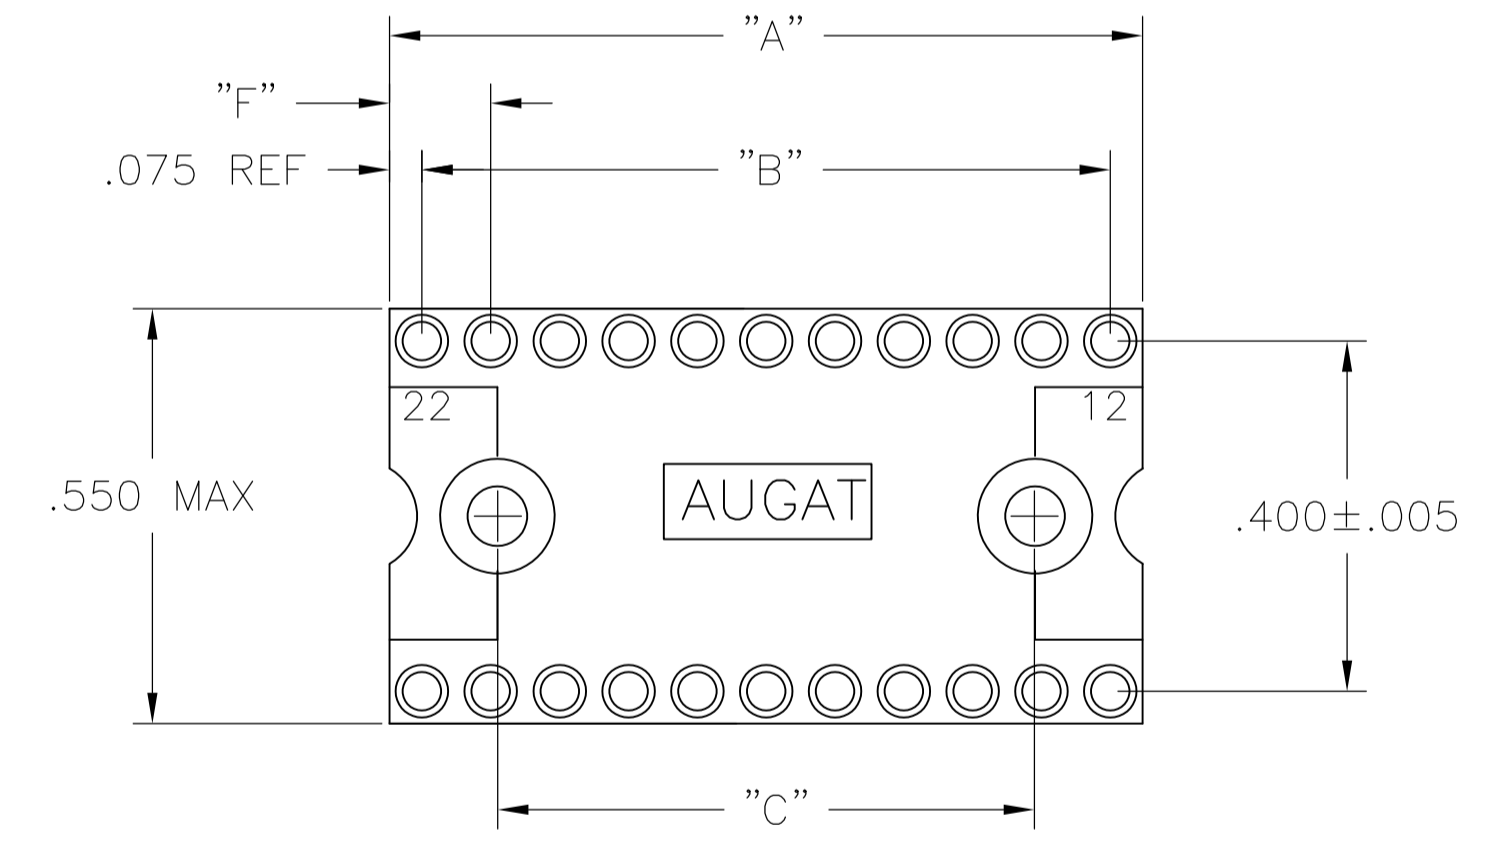 ”A”
”F”
.075 REF
”B”
22
12
.550 MAX
AUGAT
.400±.005
”C”